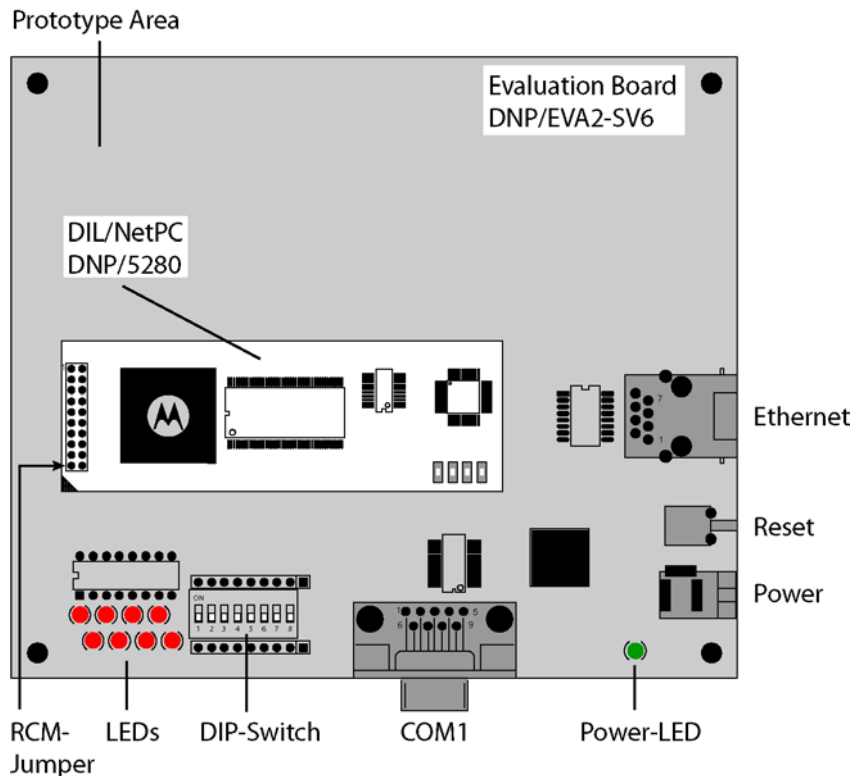 Prototype Area
Evaluation Board
DNP/EVA2-SV6
DIL/NetPC
DNP/5280
7
1
Ethernet
Reset
Power
ON
1 2 3 4 5 6 7 8
1 5
6 9
RCM-
Jumper
LEDs
DIP-Switch
COM1
Power-LED